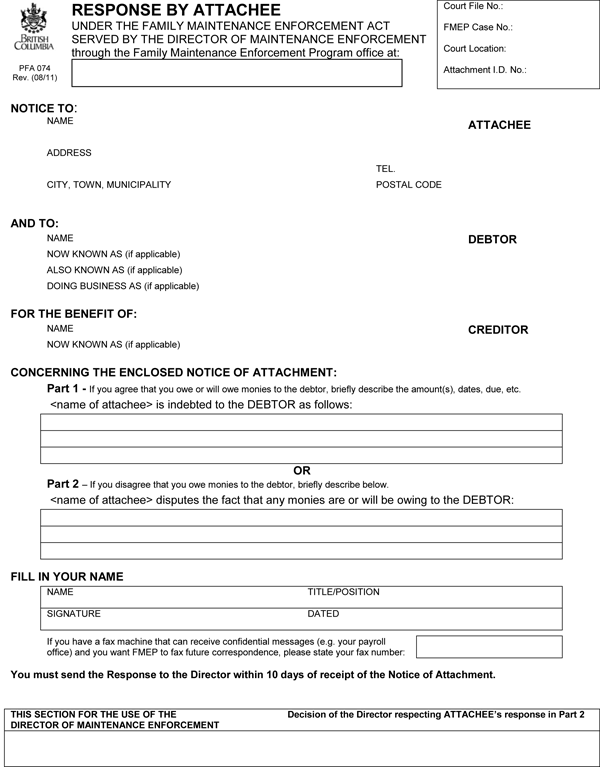 RESPONSE BY ATTACHEE
UNDER THE FAMILY MAINTENANCE ENFORCEMENT ACT
SERVED BY THE DIRECTOR OF MAINTENANCE ENFORCEMENT
through the Family Maintenance Enforcement Program office at:
BRITISH
COLUMBIA
PFA 074
Rev. (08/11)
Court File No.:
FMEP Case No.:
Court Location:
Attachment I.D. No.:
NOTICE TO:
NAME
ATTACHEE
ADDRESS
TEL.
CITY, TOWN, MUNICIPALITY POSTAL CODE
AND TO:
NAME
DEBTOR
NOW KNOWN AS (if applicable)
ALSO KNOWN AS (if applicable)
DOING BUSINESS AS (if applicable)
FOR THE BENEFIT OF:
NAME
CREDITOR
NOW KNOWN AS (if applicable)
CONCERNING THE ENCLOSED NOTICE OF ATTACHMENT:
Part 1 - If you agree that you owe or will owe monies to the debtor, briefly describe the amount(s), dates, due, etc.
<name of attachee> is indebted to the DEBTOR as follows:
OR
Part 2 – If you disagree that you owe monies to the debtor, briefly describe below.
<name of attachee> disputes the fact that any monies are or will be owing to the DEBTOR:
FILL IN YOUR NAME
NAME TITLE/POSITION
SIGNATURE DATED
If you have a fax machine that can receive confidential messages (e.g. your payroll
office) and you want FMEP to fax future correspondence, please state your fax number:
You must send the Response to the Director within 10 days of receipt of the Notice of Attachment.
THIS SECTION FOR THE USE OF THE
DIRECTOR OF MAINTENANCE ENFORCEMENT
Decision of the Director respecting ATTACHEE's response in Part 2